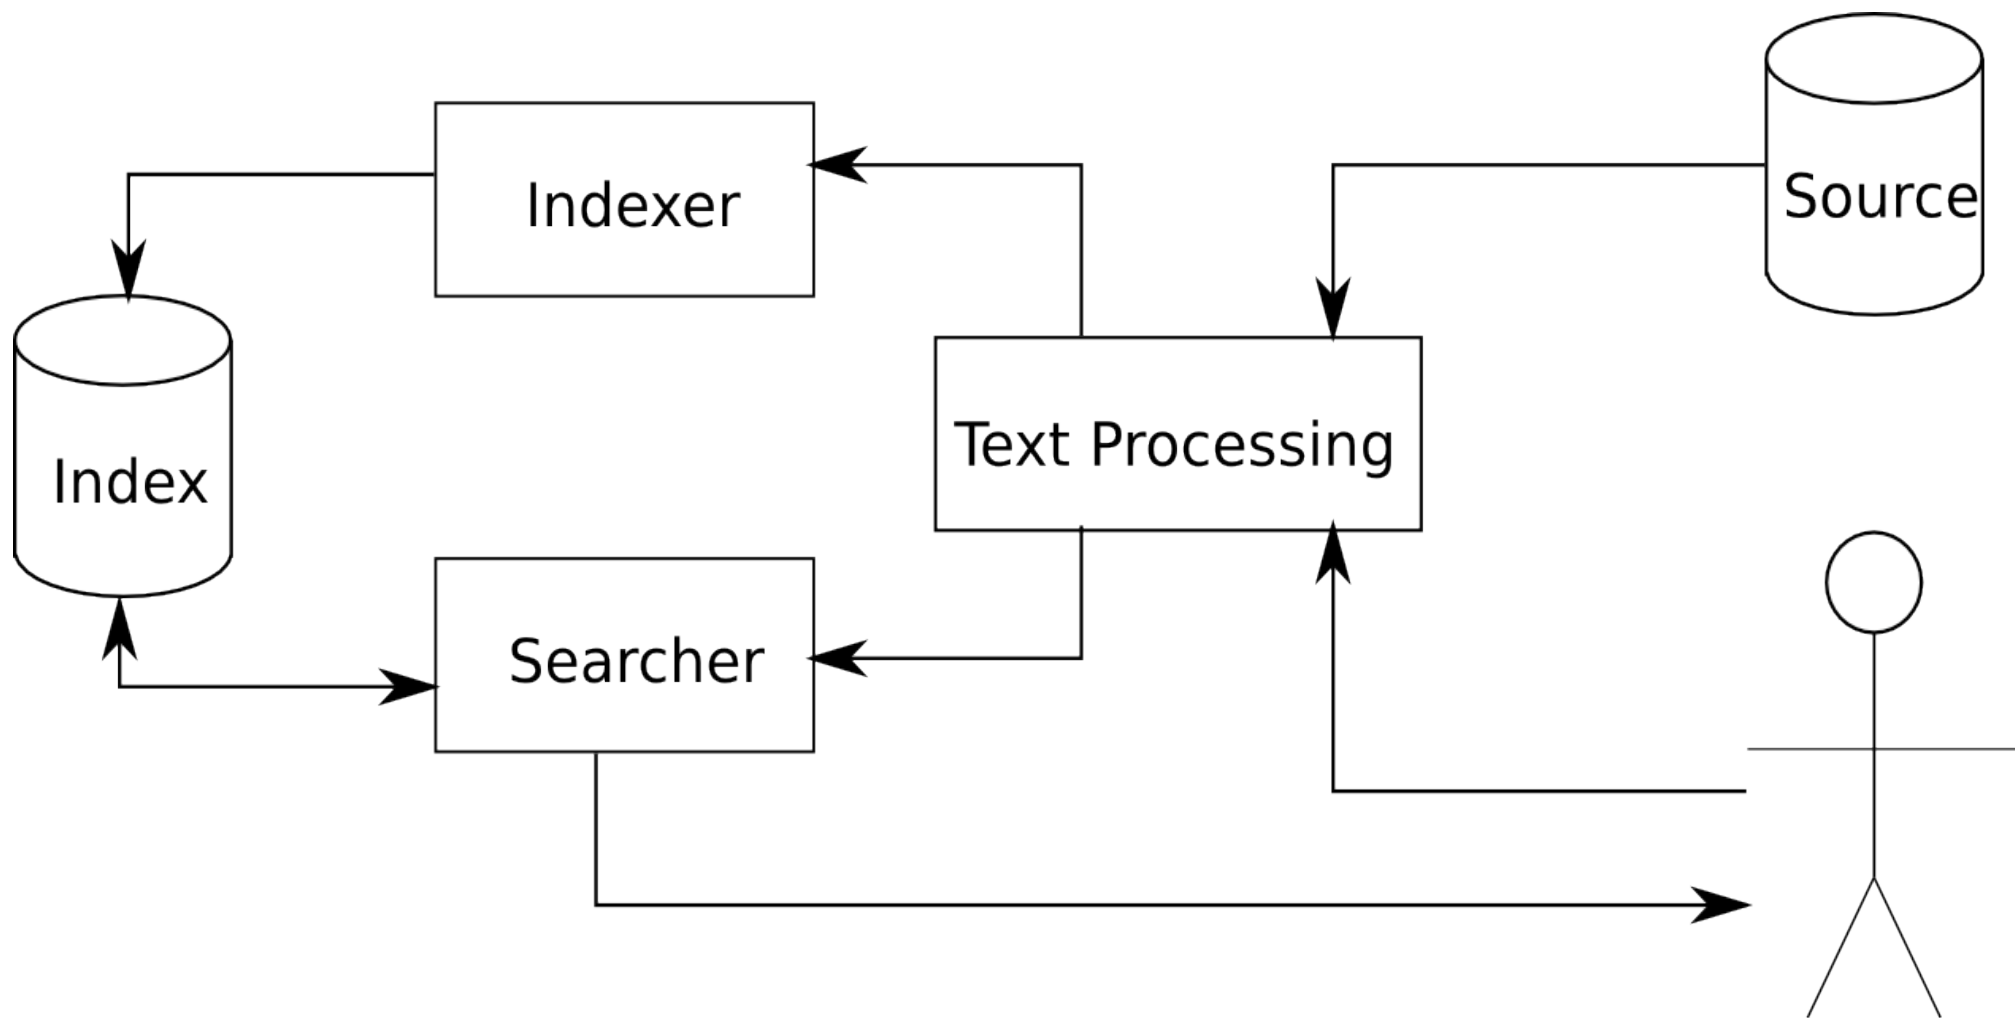 Source
Indexer
Text Processing
Index
Searcher